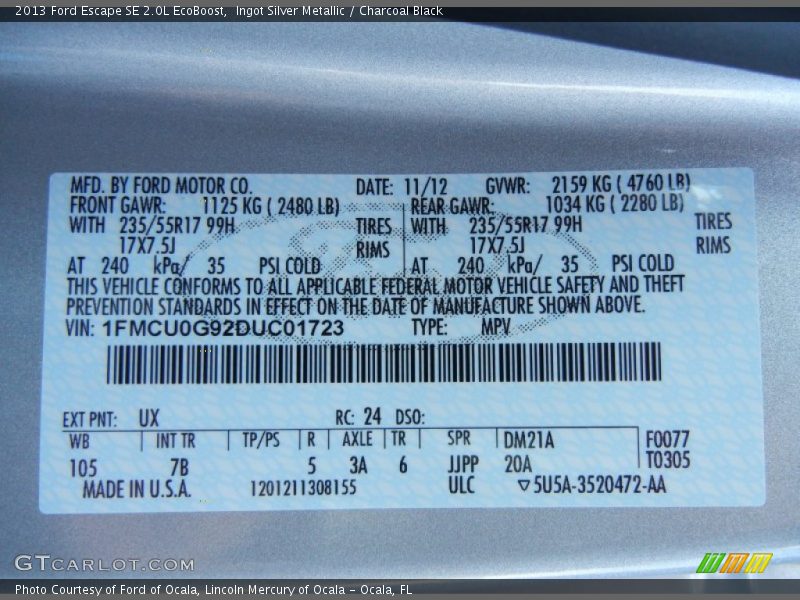 2013 Ford Escape SE 2.0L EcoBoost, Ingot Silver Metallic / Charcoal Black
MFD. BY FORD MOTOR CO. DATE: 11/12 GVWR: 2159 KG ( 4760 LB)
FRONT GAWR: 1125 KG ( 2480 LB) REAR GAWR: 1034 KG ( 2280 LB)
WITH 235/55R17 99H TIRES WITH 235/55R17 99H TIRES
17X7.5J RIMS 17X7.5J RIMS
AT 240 kPa/ 35 PSI COLD AT 240 kPa/ 35 PSI COLD
THIS VEHICLE CONFORMS TO ALL APPLICABLE FEDERAL MOTOR VEHICLE SAFETY AND THEFT
PREVENTION STANDARDS IN EFFECT ON THE DATE OF MANUFACTURE SHOWN ABOVE.
VIN: 1FMCU0G92DUC01723 TYPE: MPV
EXT PNT: UX RC: 24 DSO:
WB INT TR TP/PS R AXLE TR SPR DM21A F0077
105 7B 5 3A 6 JJPP 20A T0305
MADE IN U.S.A. 1201211308155 ULC ▽5U5A-3520472-AA
GTCARLOT.COM
Photo Courtesy of Ford of Ocala, Lincoln Mercury of Ocala - Ocala, FL